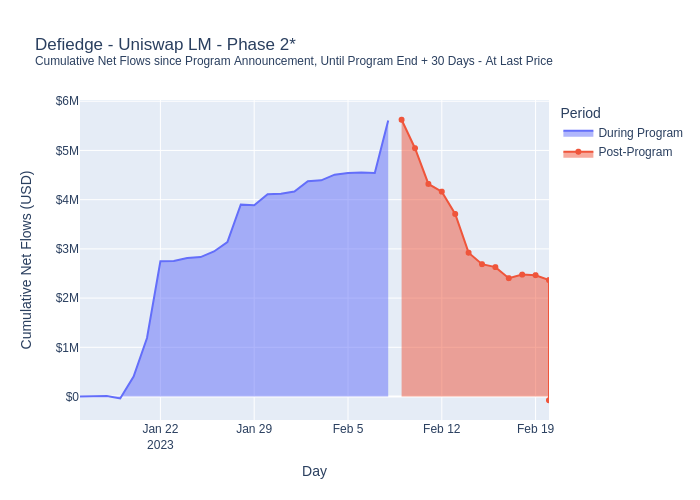 Defiedge - Uniswap LM - Phase 2*
Cumulative Net Flows since Program Announcement, Until Program End + 30 Days - At Last Price
$6M
$5M
$4M
$3M
$2M
$1M
$0
Cumulative Net Flows (USD)
Jan 22
2023
Jan 29
Feb 5
Feb 12
Feb 19
Day
Period
During Program
Post-Program